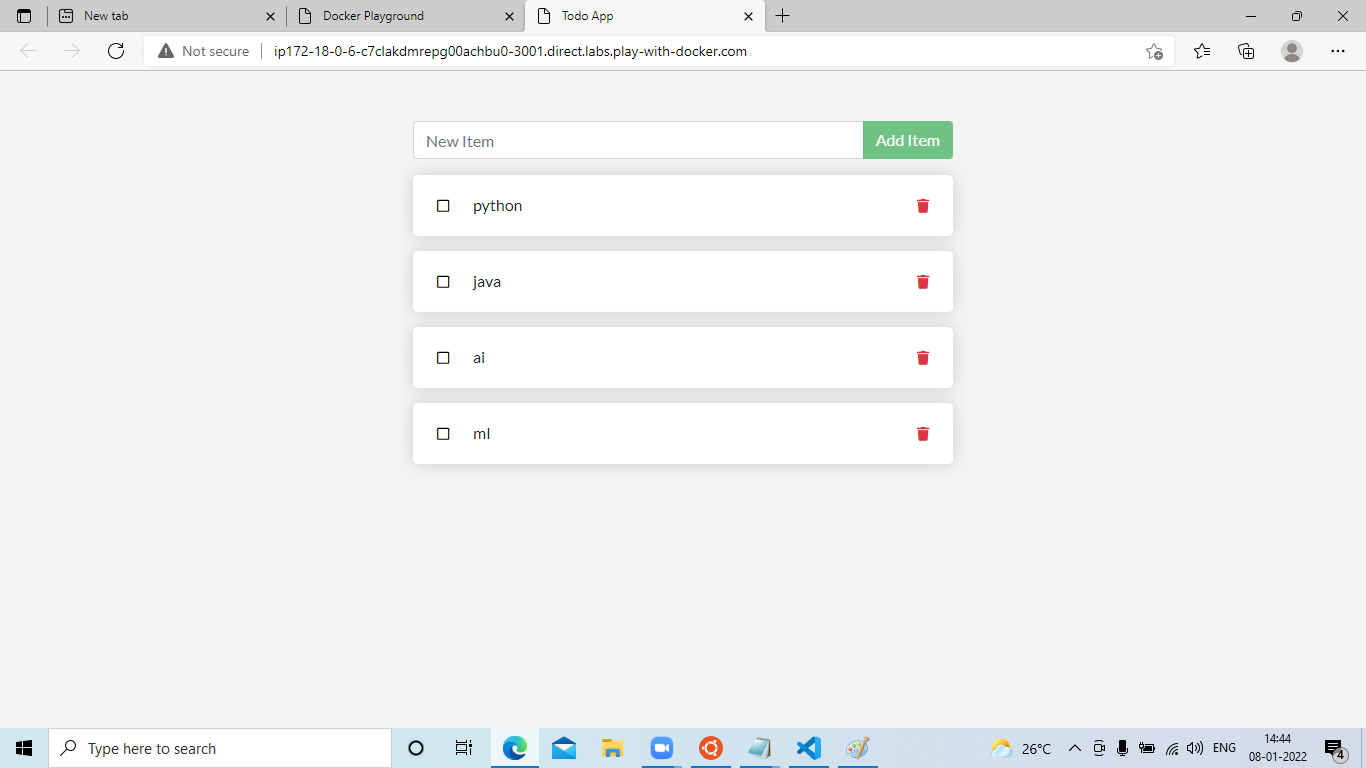 New tab
Docker Playground
Todo App
Not secure
ip172-18-0-6-c7clakdmrepg00achbu0-3001.direct.labs.play-with-docker.com
New Item
Add Item
python
java
ai
ml
Type here to search
26°C
ENG
14:44
08-01-2022
4